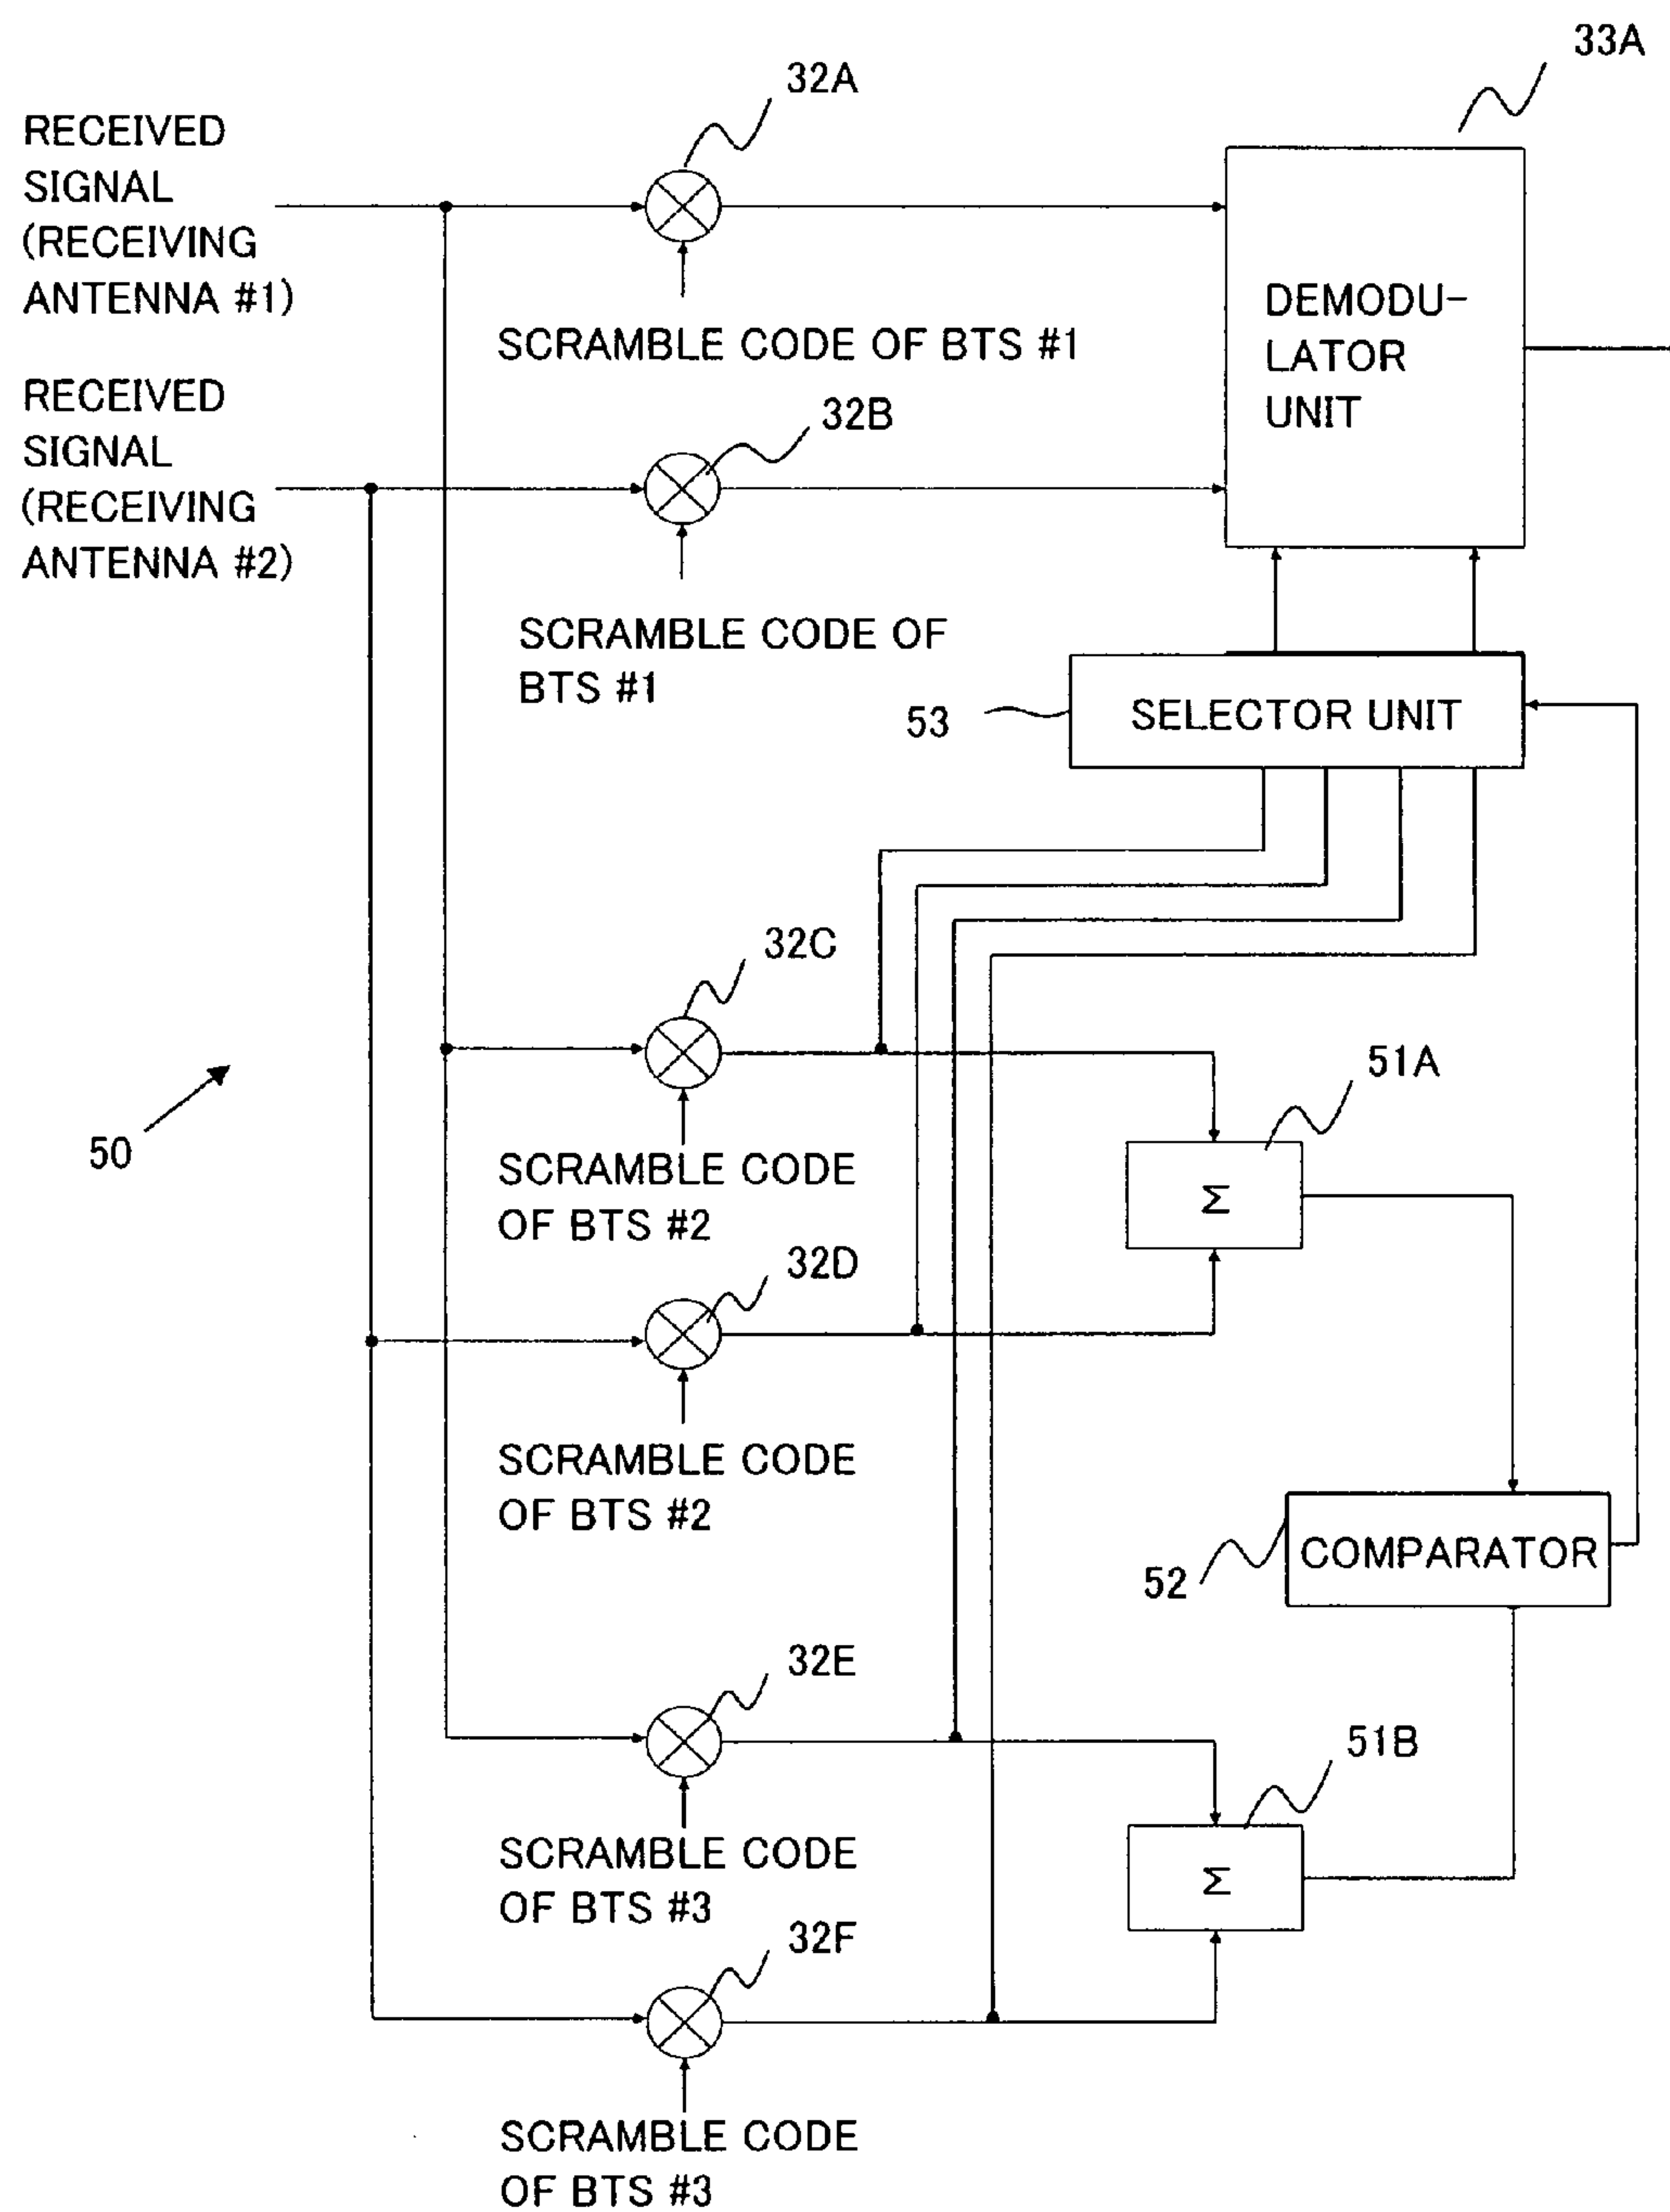 33A
32A
RECEIVED
SIGNAL
(RECEIVING
ANTENNA #1)
DEMODU-
LATOR
UNIT
SCRAMBLE CODE OF BTS #1
RECEIVED
SIGNAL
(RECEIVING
ANTENNA #2)
32B
SCRAMBLE CODE OF
BTS #1
53
SELECTOR UNIT
32C
50
SCRAMBLE CODE
OF BTS #2
51A
Σ
32D
SCRAMBLE CODE
OF BTS #2
52
COMPARATOR
32E
51B
SCRAMBLE CODE
OF BTS #3
Σ
32F
SCRAMBLE CODE
OF BTS #3